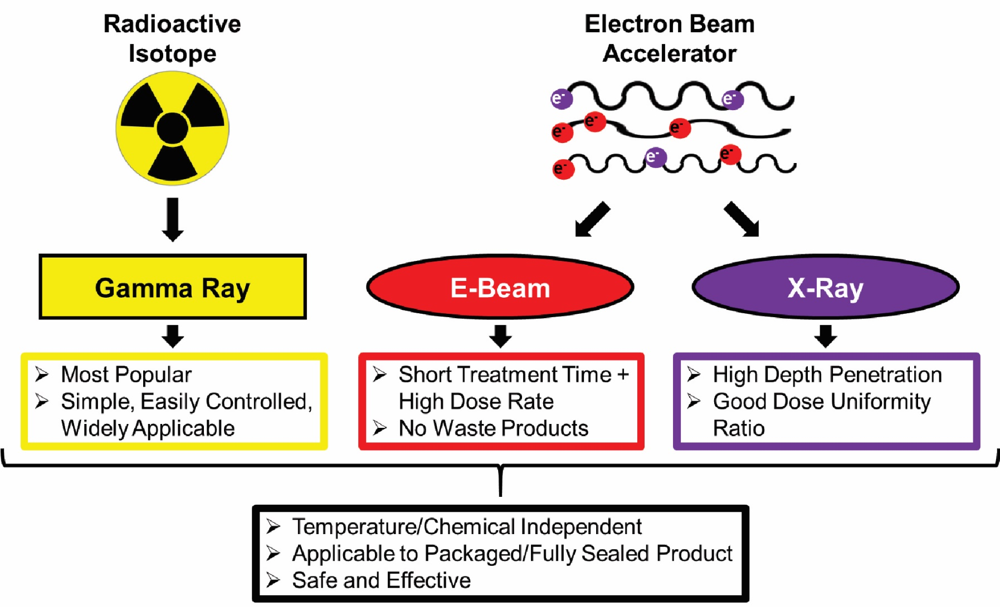 Radioactive
Isotope
Electron Beam
Accelerator
e-
e-
e-
e-
e-
e-
e-
e-
Gamma Ray
E-Beam
X-Ray
➢ Most Popular
➢ Simple, Easily Controlled,
Widely Applicable
➢ Short Treatment Time +
High Dose Rate
➢ No Waste Products
➢ High Depth Penetration
➢ Good Dose Uniformity
Ratio
➢ Temperature/Chemical Independent
➢ Applicable to Packaged/Fully Sealed Product
➢ Safe and Effective